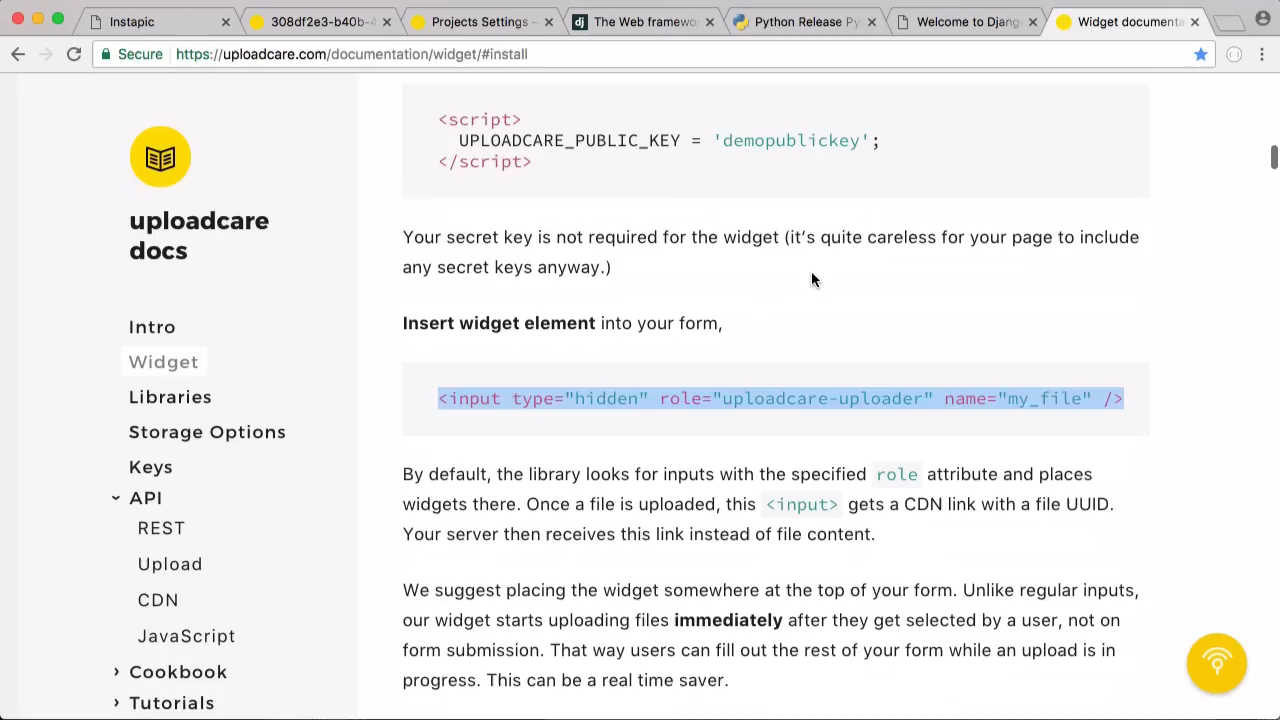 Instapic
308df2e3-b40b-4
Projects Settings –
dj The Web framewo
Python Release Py
Welcome to Djang
Widget documenta
Secure https://uploadcare.com/documentation/widget/#install
uploadcare
docs
Intro
Widget
Libraries
Storage Options
Keys
API
REST
Upload
CDN
JavaScript
Cookbook
Tutorials
<script>
UPLOADCARE_PUBLIC_KEY = 'demopublickey';
</script>
Your secret key is not required for the widget (it's quite careless for your page to include
any secret keys anyway.)
Insert widget element into your form,
<input type="hidden" role="uploadcare-uploader" name="my_file" />
By default, the library looks for inputs with the specified role attribute and places
widgets there. Once a file is uploaded, this <input> gets a CDN link with a file UUID.
Your server then receives this link instead of file content.
We suggest placing the widget somewhere at the top of your form. Unlike regular inputs,
our widget starts uploading files immediately after they get selected by a user, not on
form submission. That way users can fill out the rest of your form while an upload is in
progress. This can be a real time saver.